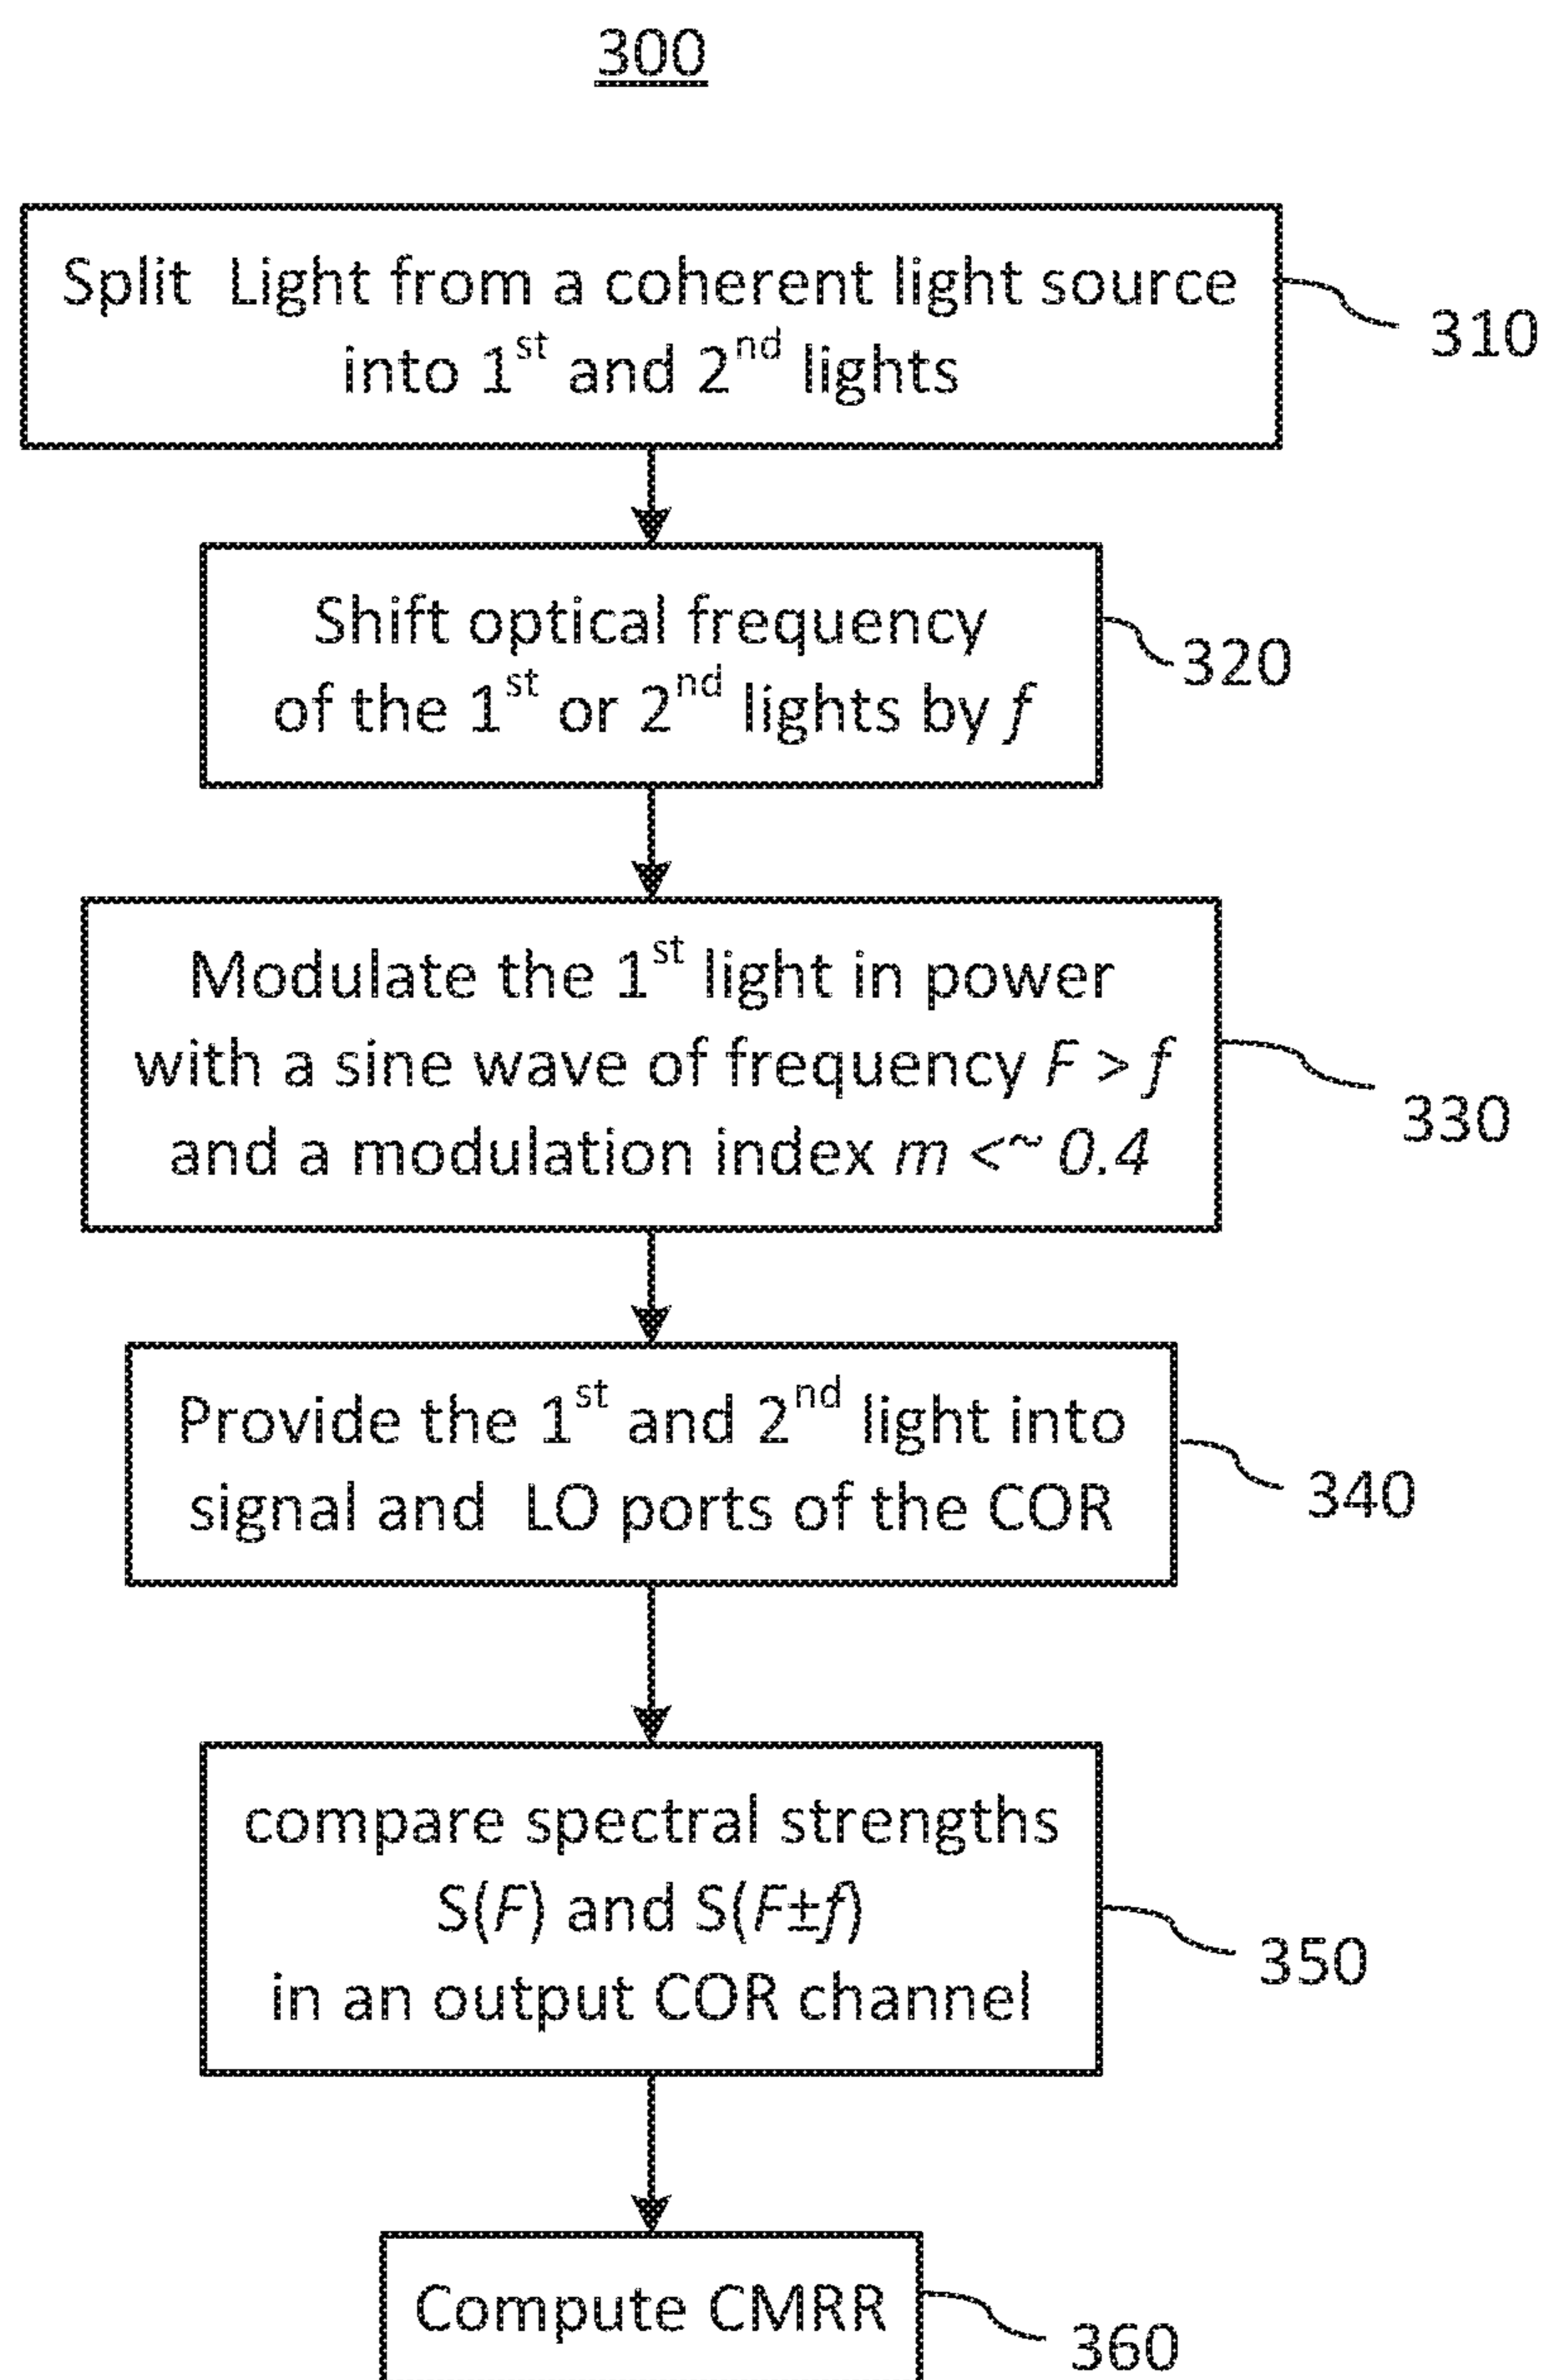 300
Split Light from a coherent light source
into 1st and 2nd lights
310
Shift optical frequency
of the 1st or 2nd lights by f
320
Modulate the 1st light in power
with a sine wave of frequency F > f
and a modulation index m <~ 0.4
330
Provide the 1st and 2nd light into
signal and LO ports of the COR
340
compare spectral strengths
S(F) and S(F±f)
in an output COR channel
350
Compute CMRR
360